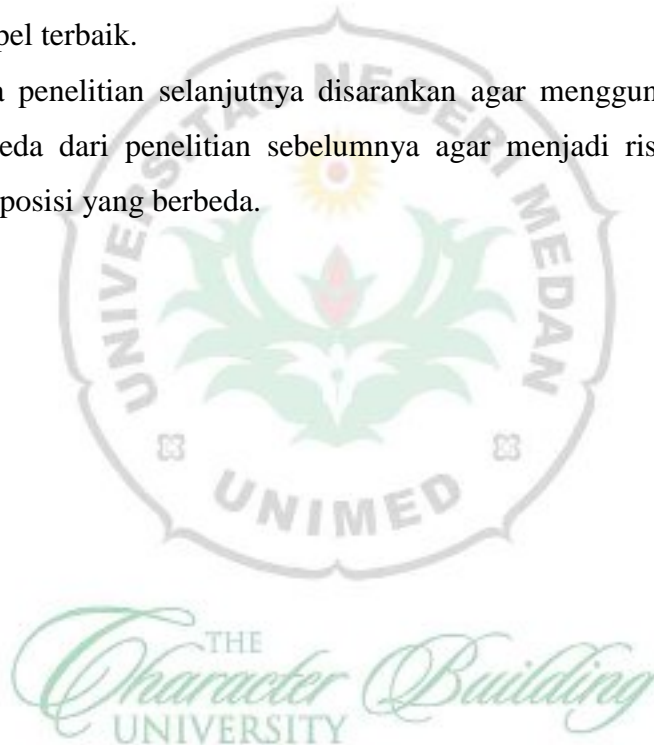 pel terbaik.
a penelitian selanjutnya disarankan agar menggun
eda dari penelitian sebelumnya agar menjadi ris
posisi yang berbeda.
UNIVERSITAS NEGERI MEDAN
UNIMED
THE
Character Building
UNIVERSITY